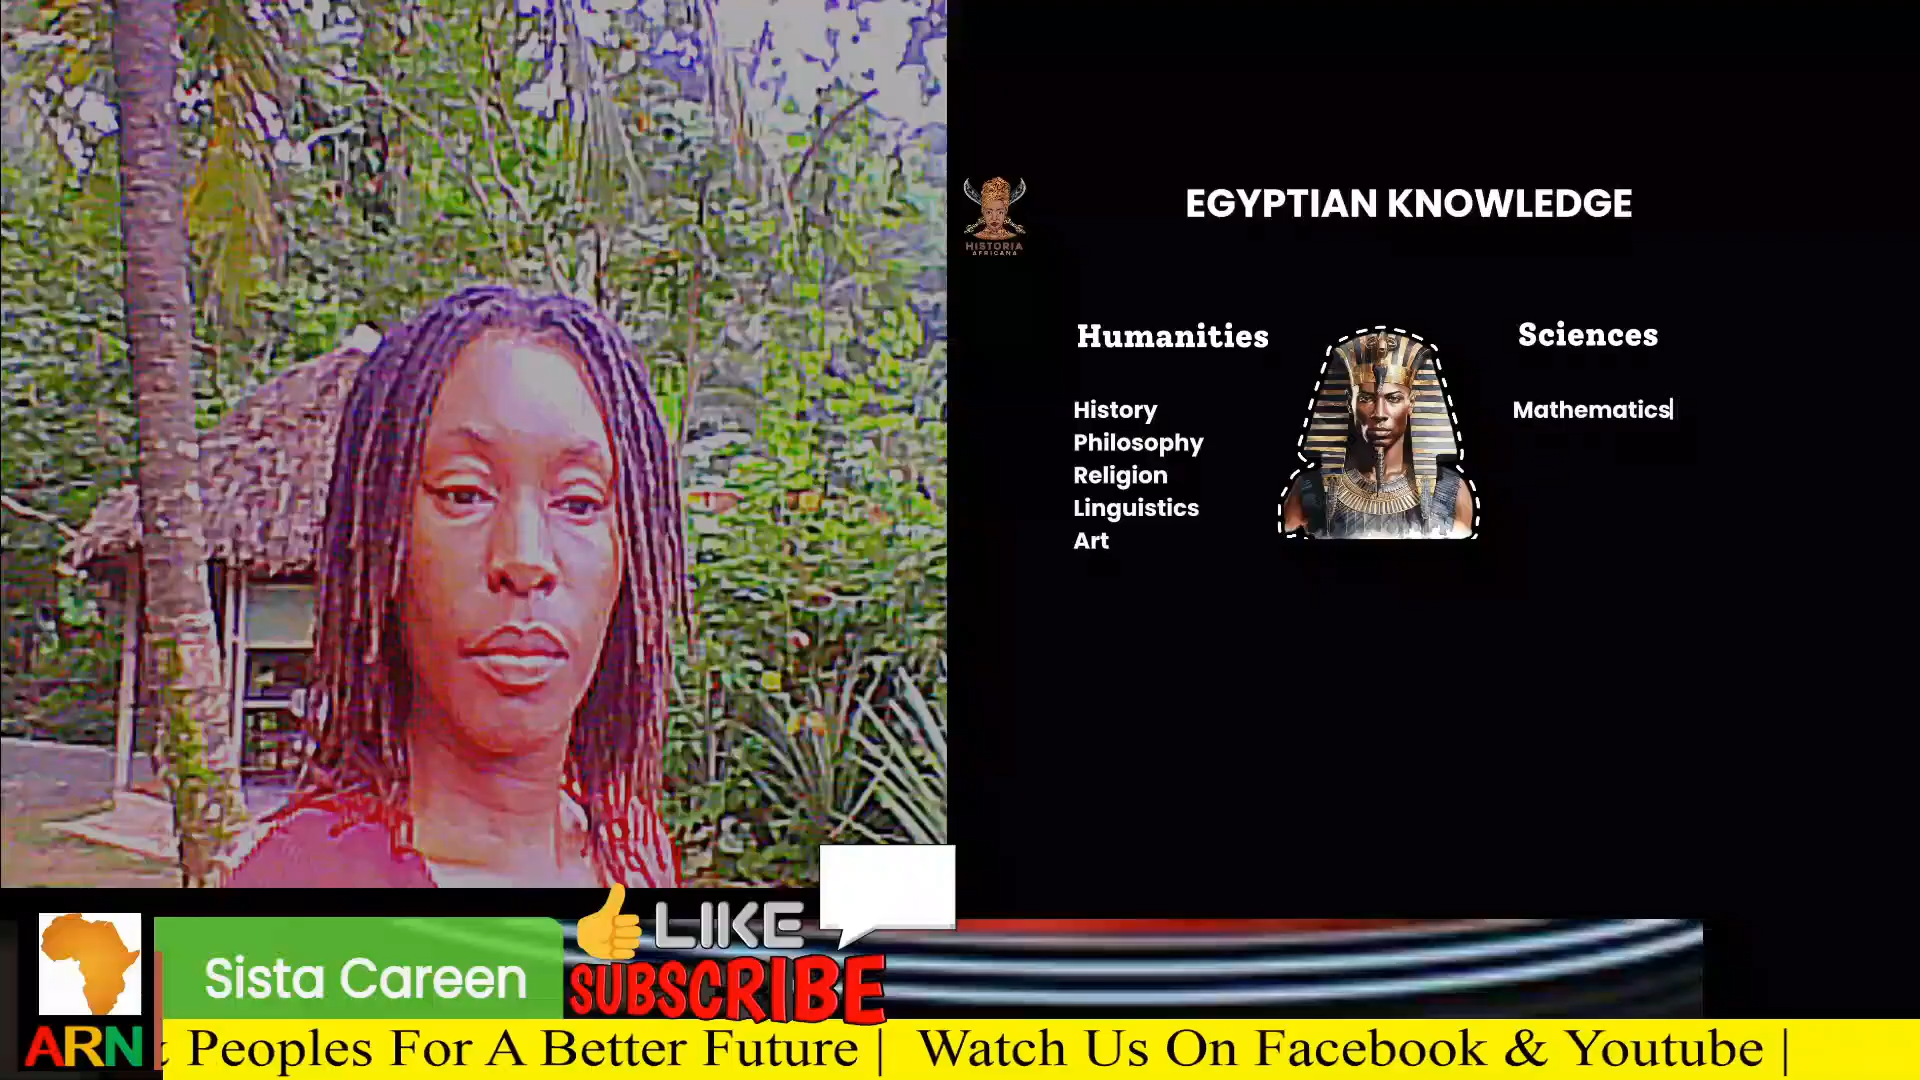 HISTORIA
AFRICANA
EGYPTIAN KNOWLEDGE
Humanities
History
Philosophy
Religion
Linguistics
Art
Sciences
Mathematics
LIKE
SUBSCRIBE
Sista Careen
ARN
Peoples For A Better Future | Watch Us On Facebook & Youtube |